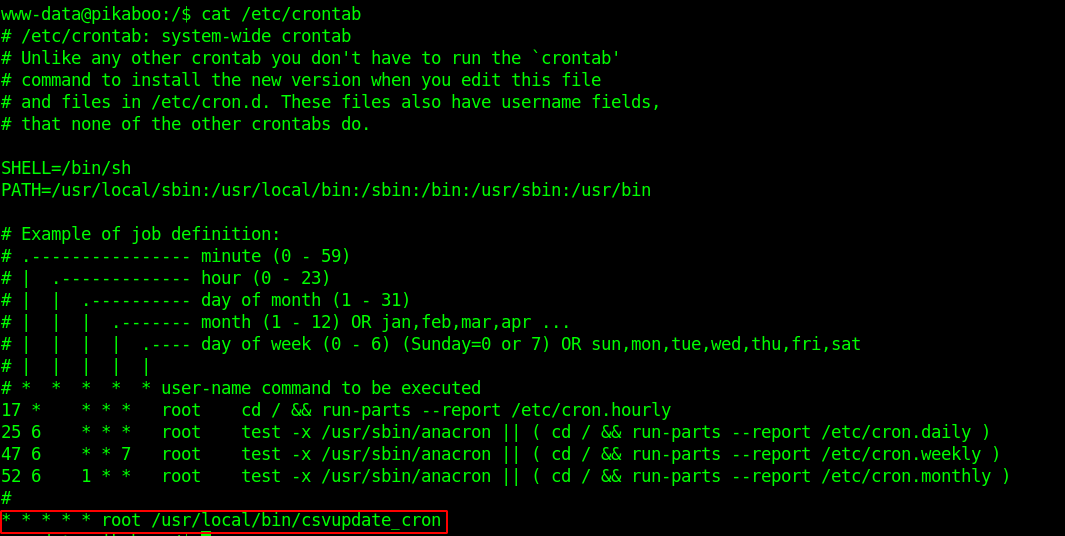 www-data@pikaboo:/$ cat /etc/crontab
# /etc/crontab: system-wide crontab
# Unlike any other crontab you don't have to run the `crontab'
# command to install the new version when you edit this file
# and files in /etc/cron.d. These files also have username fields,
# that none of the other crontabs do.

SHELL=/bin/sh
PATH=/usr/local/sbin:/usr/local/bin:/sbin:/bin:/usr/sbin:/usr/bin

# Example of job definition:
# .---------------- minute (0 - 59)
# |  .------------- hour (0 - 23)
# |  |  .---------- day of month (1 - 31)
# |  |  |  .------- month (1 - 12) OR jan,feb,mar,apr ...
# |  |  |  |  .---- day of week (0 - 6) (Sunday=0 or 7) OR sun,mon,tue,wed,thu,fri,sat
# |  |  |  |  |
# *  *  *  *  * user-name command to be executed
17 *    * * *   root    cd / && run-parts --report /etc/cron.hourly
25 6    * * *   root    test -x /usr/sbin/anacron || ( cd / && run-parts --report /etc/cron.daily )
47 6    * * 7   root    test -x /usr/sbin/anacron || ( cd / && run-parts --report /etc/cron.weekly )
52 6    1 * *   root    test -x /usr/sbin/anacron || ( cd / && run-parts --report /etc/cron.monthly )
#
* * * * * root /usr/local/bin/csvupdate_cron